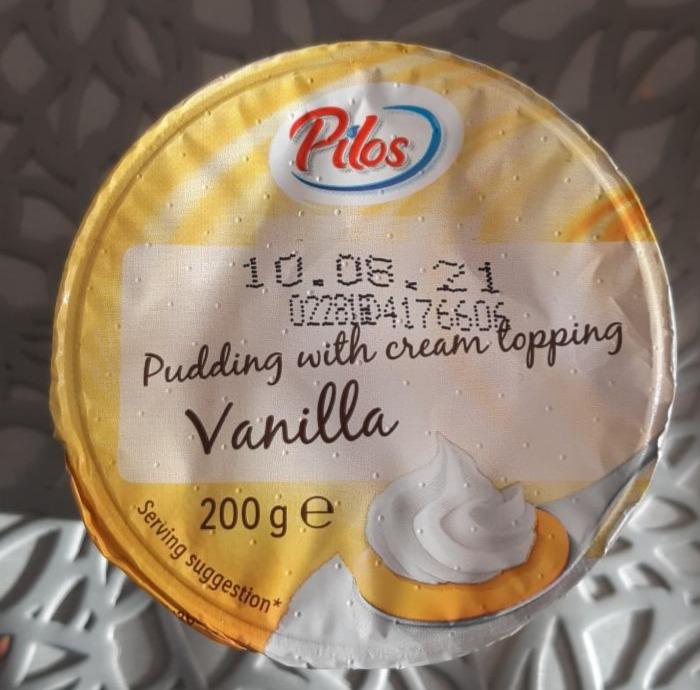 Pilos
10.08.21
Pudding with cream topping
Vanilla
200 g e
Serving suggestion*